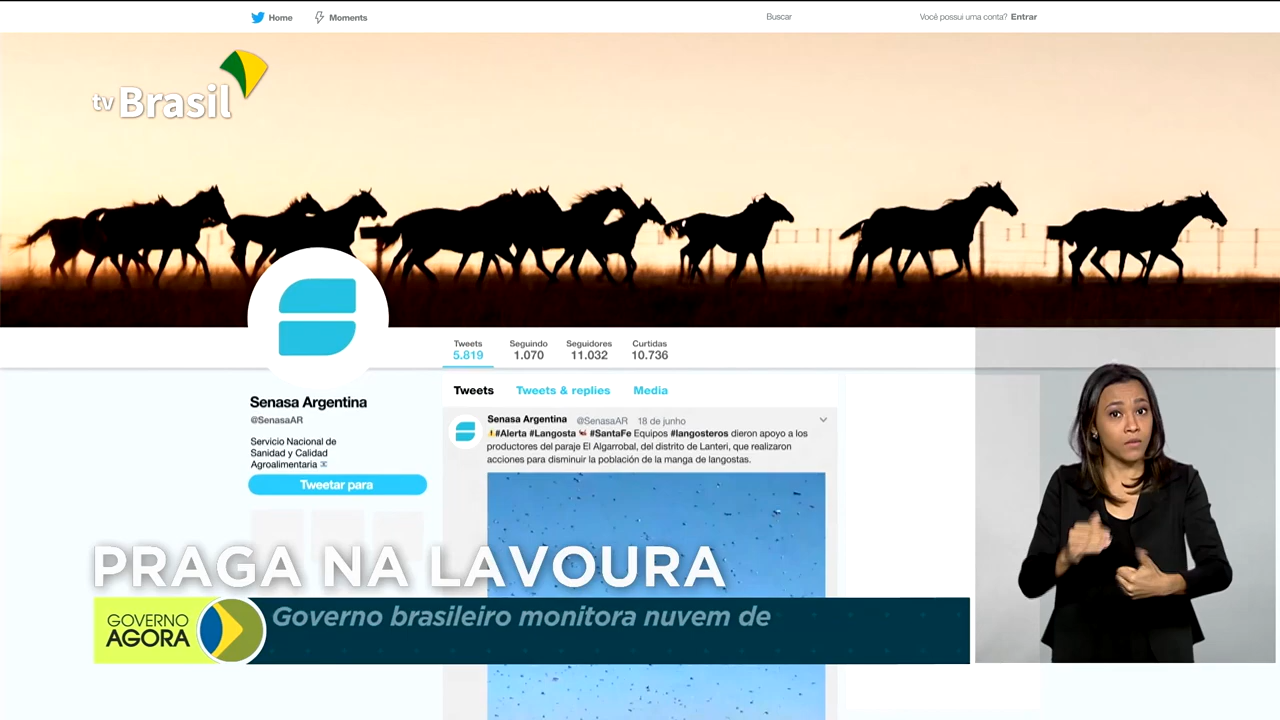 Home
Moments
Buscar
Você possui uma conta? Entrar
tv Brasil
Tweets
5.819
Seguindo
1.070
Seguidores
11.032
Curtidas
10.736
Senasa Argentina
@SenasaAR
Servicio Nacional de
Sanidad y Calidad
Agroalimentaria
Tweetar para
Tweets
Tweets & replies
Media
Senasa Argentina @SenasaAR 18 de junho
#Alerta #Langosta #SantaFe Equipos #langosteros dieron apoyo a los
productores del paraje El Algarrobal, del distrito de Lanteri, que realizaron
acciones para disminuir la población de la manga de langostas.
PRAGA NA LAVOURA
GOVERNO
AGORA
Governo brasileiro monitora nuvem de